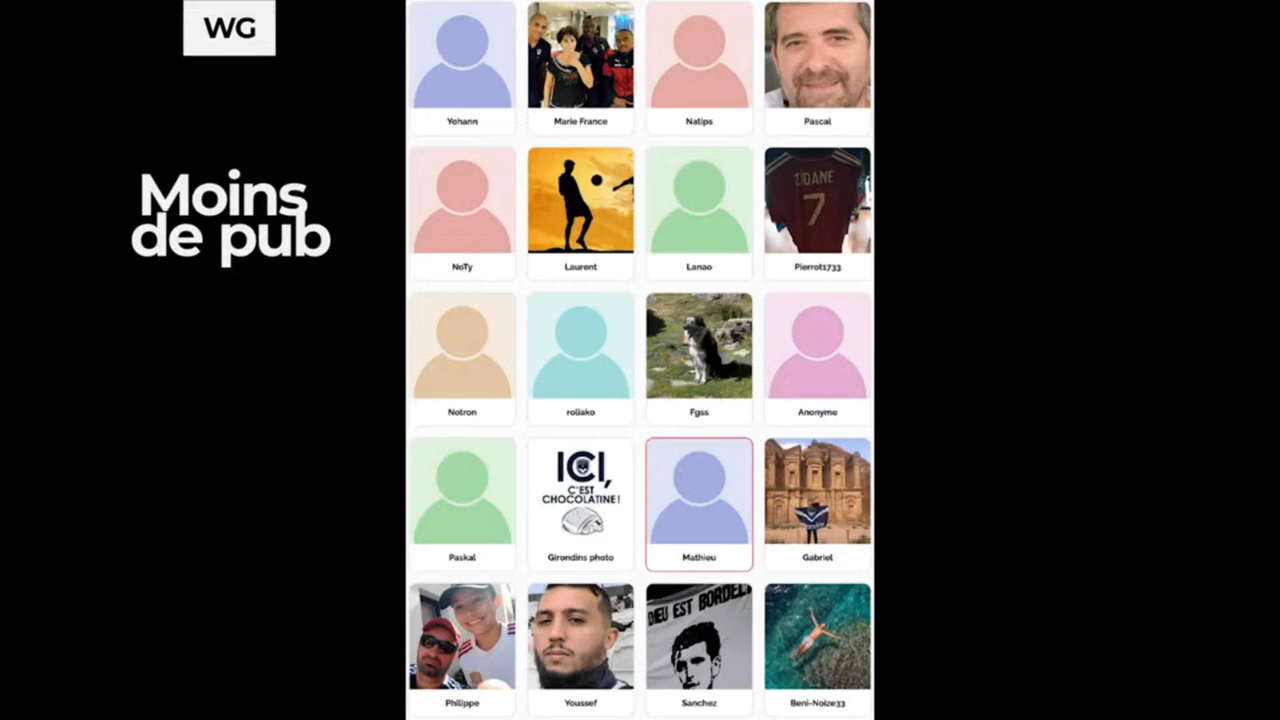 WG
Moins
de pub
Yohann
Marie France
Natips
Pascal
ZIDANE
7
NoTy
Laurent
Lanao
Pierrot1733
Notron
roliako
Fgss
Anonyme
ICI,
C'EST
CHOCOLATINE!
Paskal
Girondins photo
Mathieu
Gabriel
DIEU EST BORDEL
Philippe
Youssef
Sanchez
Beni-Noize33